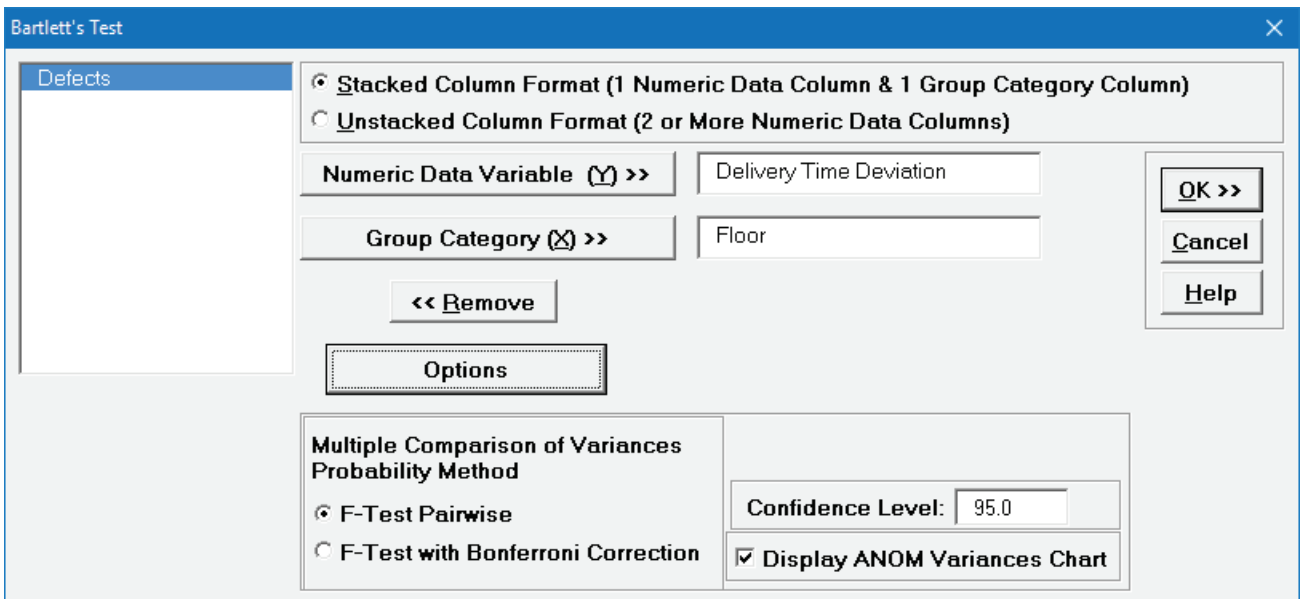 Bartlett's Test
Defects
Stacked Column Format (1 Numeric Data Column & 1 Group Category Column)
Unstacked Column Format (2 or More Numeric Data Columns)
Numeric Data Variable (Y) >>
Delivery Time Deviation
OK >>
Group Category (X) >>
Floor
Cancel
<< Remove
Help
Options
Multiple Comparison of Variances
Probability Method
F-Test Pairwise
F-Test with Bonferroni Correction
Confidence Level: 95.0
Display ANOM Variances Chart